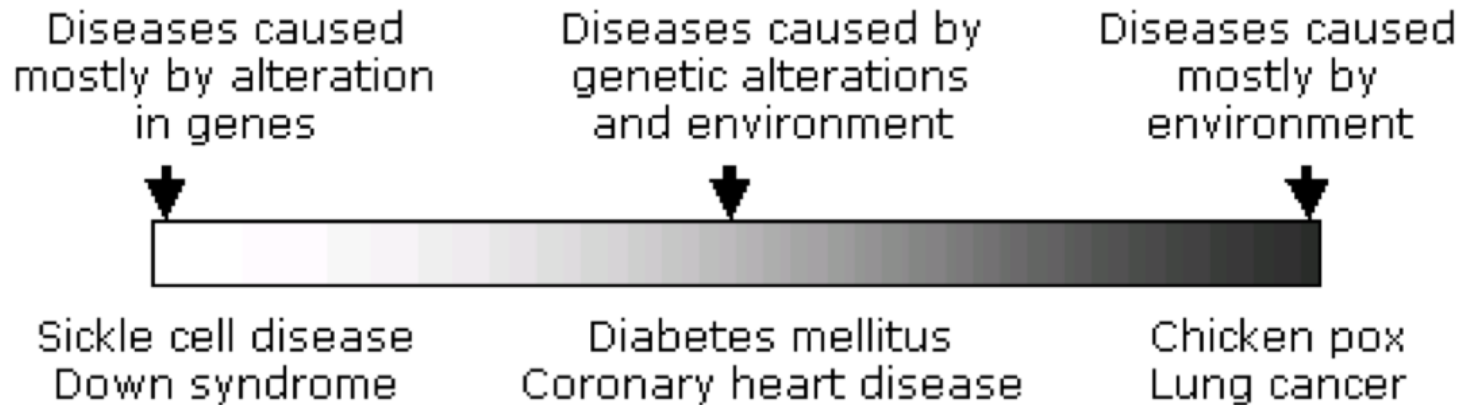 Diseases caused
mostly by alteration
in genes
Diseases caused by
genetic alterations
and environment
Diseases caused
mostly by
environment
Sickle cell disease
Down syndrome
Diabetes mellitus
Coronary heart disease
Chicken pox
Lung cancer